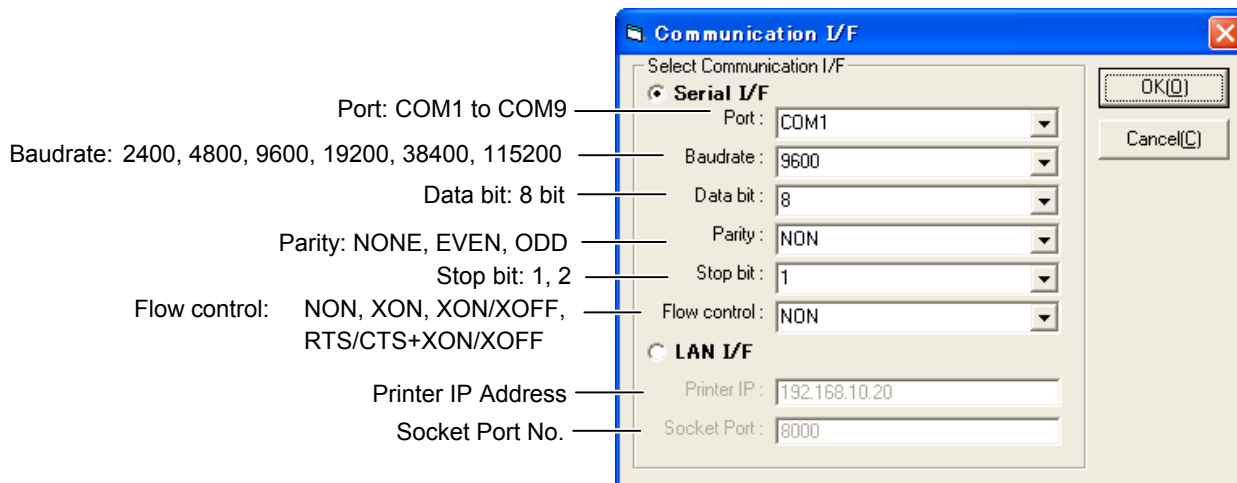 Communication I/F
Select Communication I/F
OK(O)
Serial I/F
Port: COM1 to COM9
Port : COM1
Cancel(C)
Baudrate: 2400, 4800, 9600, 19200, 38400, 115200
Baudrate : 9600
Data bit: 8 bit
Data bit : 8
Parity: NONE, EVEN, ODD
Parity : NON
Stop bit: 1, 2
Stop bit : 1
Flow control: NON, XON, XON/XOFF,
RTS/CTS+XON/XOFF
Flow control : NON
LAN I/F
Printer IP Address
Printer IP : 192.168.10.20
Socket Port No.
Socket Port : 8000